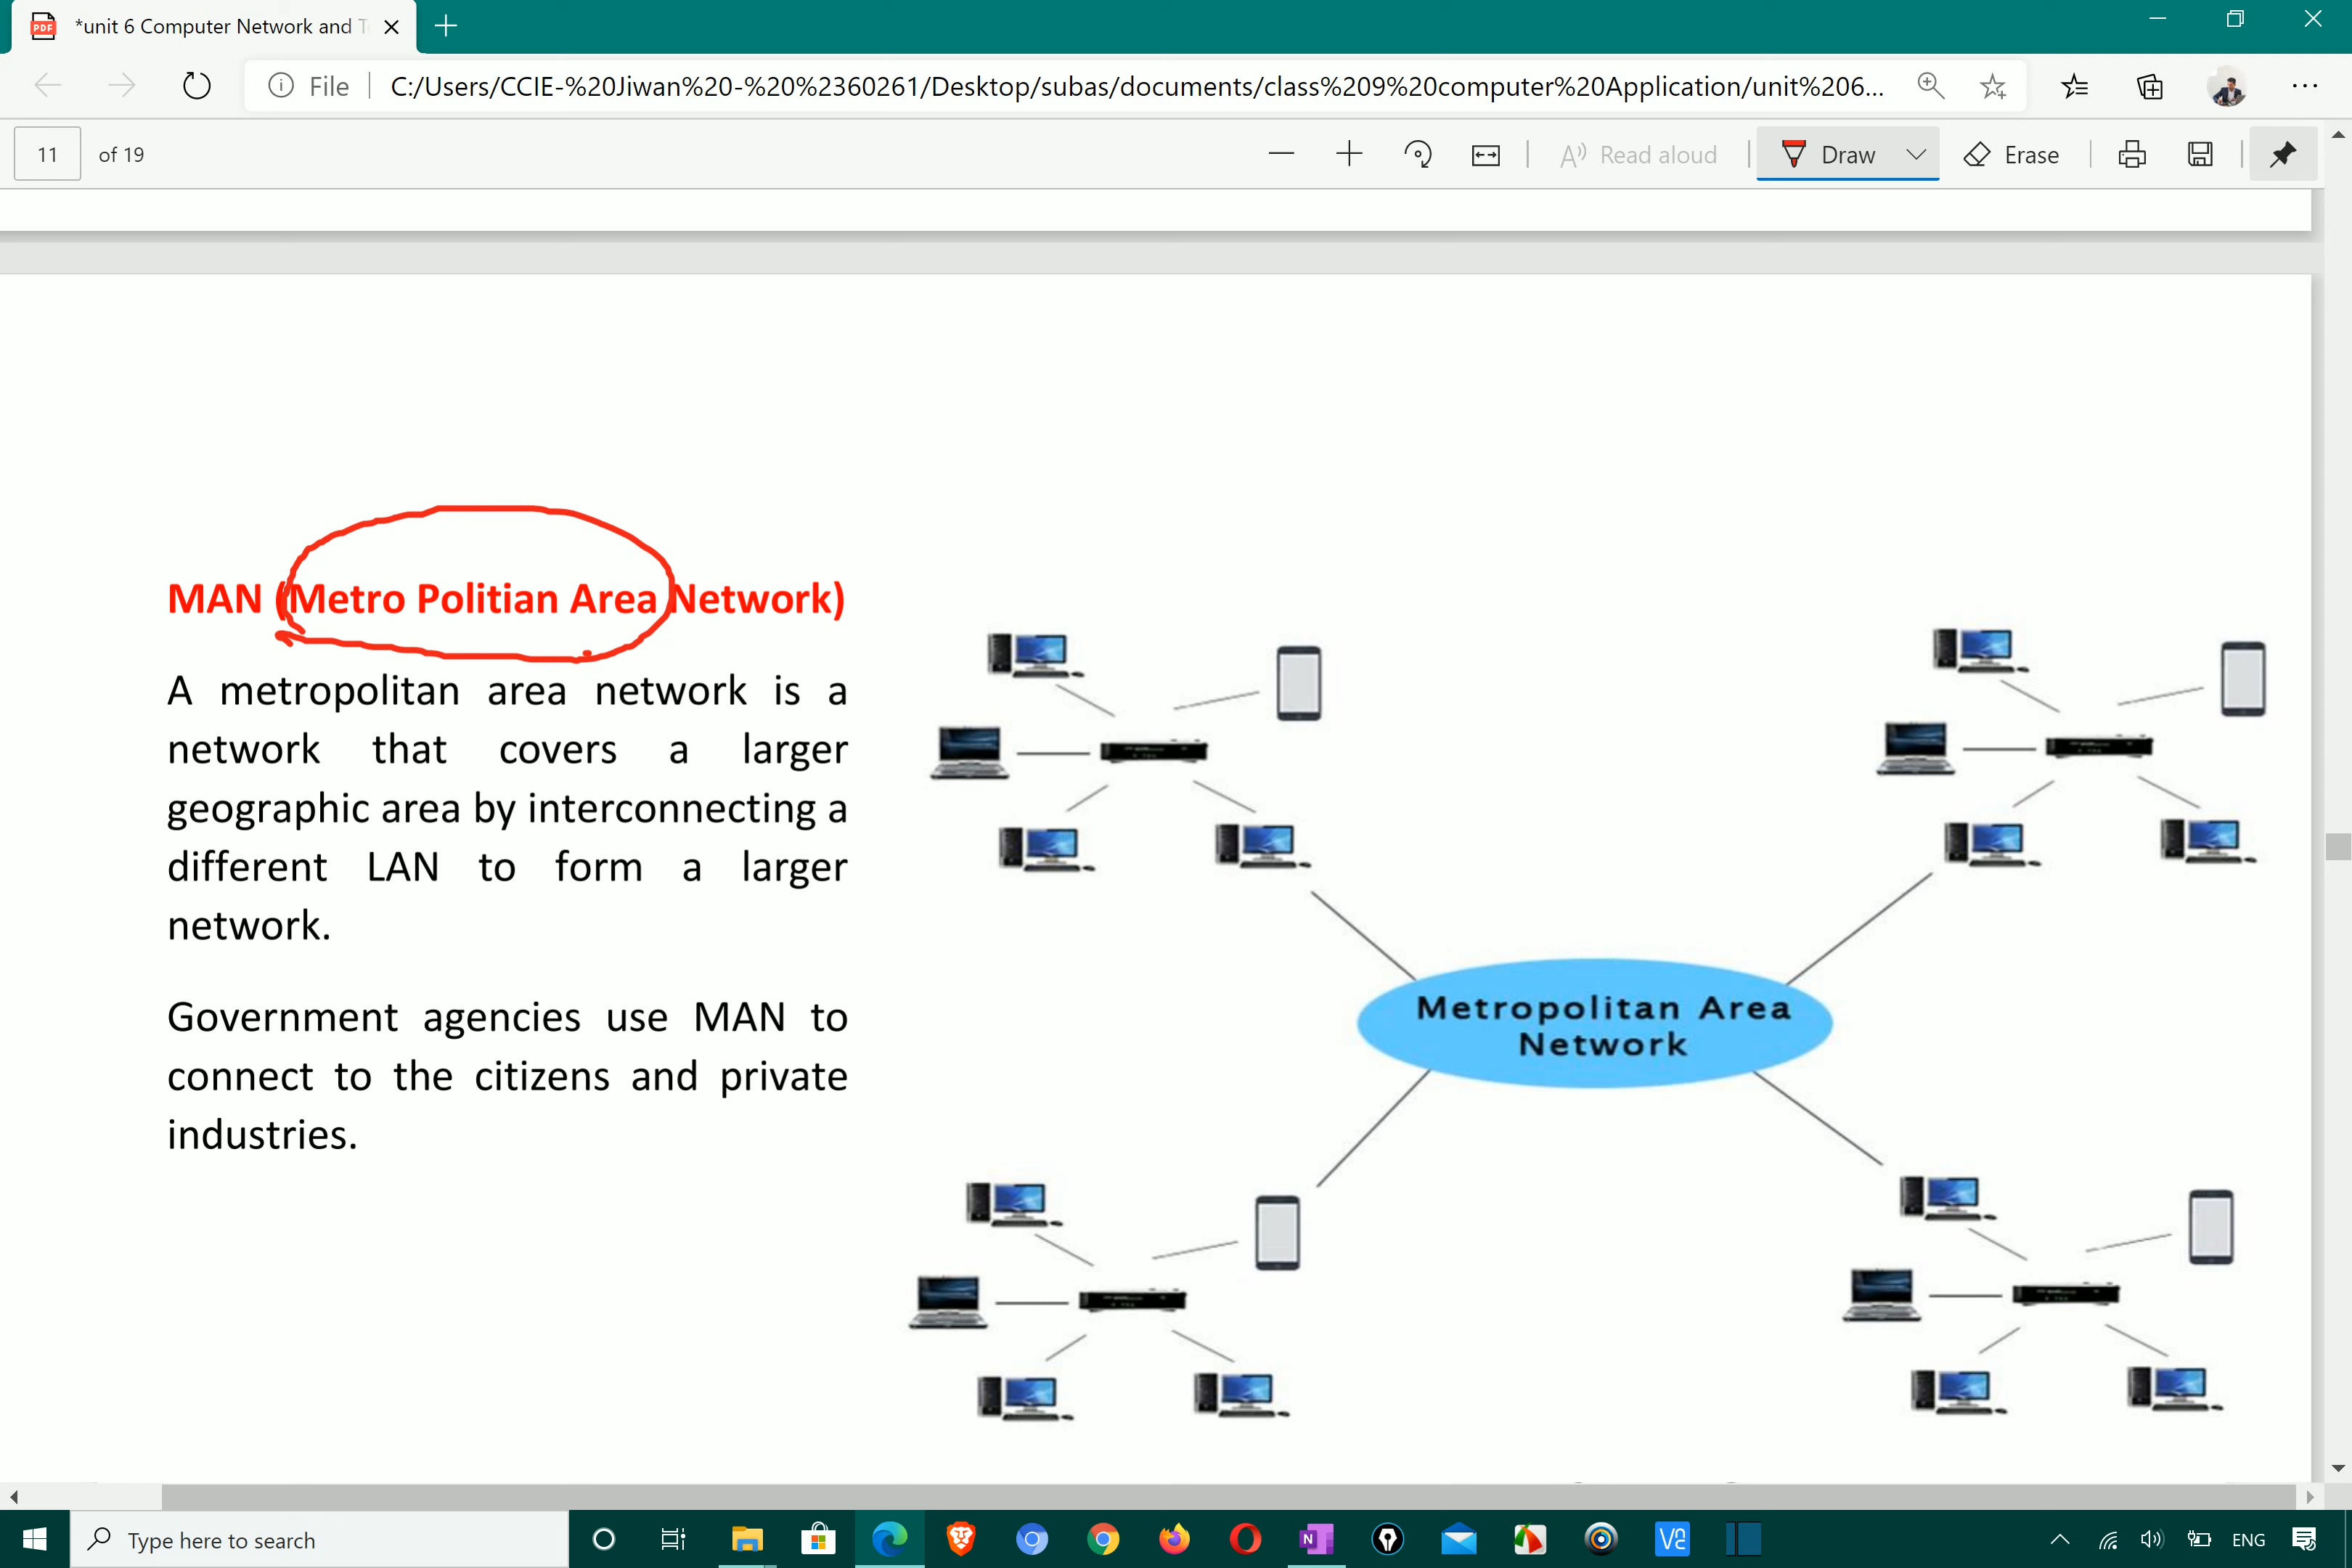 *unit 6 Computer Network and T
File
C:/Users/CCIE-%20Jiwan%20-%20%2360261/Desktop/subas/documents/class%209%20computer%20Application/unit%206...
11 of 19
Read aloud
Draw
Erase
MAN (Metro Politian Area Network)
A metropolitan area network is a
network that covers a larger
geographic area by interconnecting a
different LAN to form a larger
network.
Government agencies use MAN to
connect to the citizens and private
industries.
Metropolitan Area
Network
Type here to search
ENG